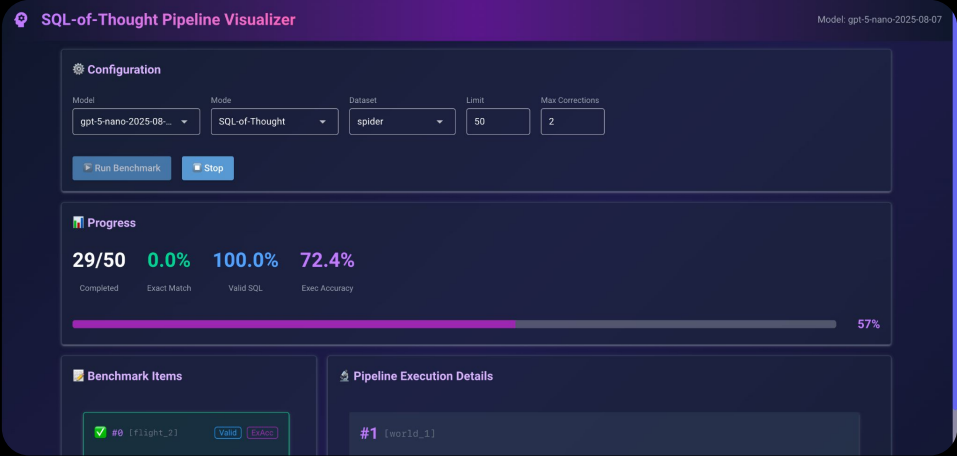 SQL-of-Thought Pipeline Visualizer
Model: gpt-5-nano-2025-08-07
Configuration
Model
Mode
Dataset
Limit
Max Corrections
gpt-5-nano-2025-08-...
SQL-of-Thought
spider
50
2
Run Benchmark
Stop
Progress
29/50
0.0%
100.0%
72.4%
Completed
Exact Match
Valid SQL
Exec Accuracy
57%
Benchmark Items
Pipeline Execution Details
#0 [flight_2]
Valid
ExAcc
#1 [world_1]